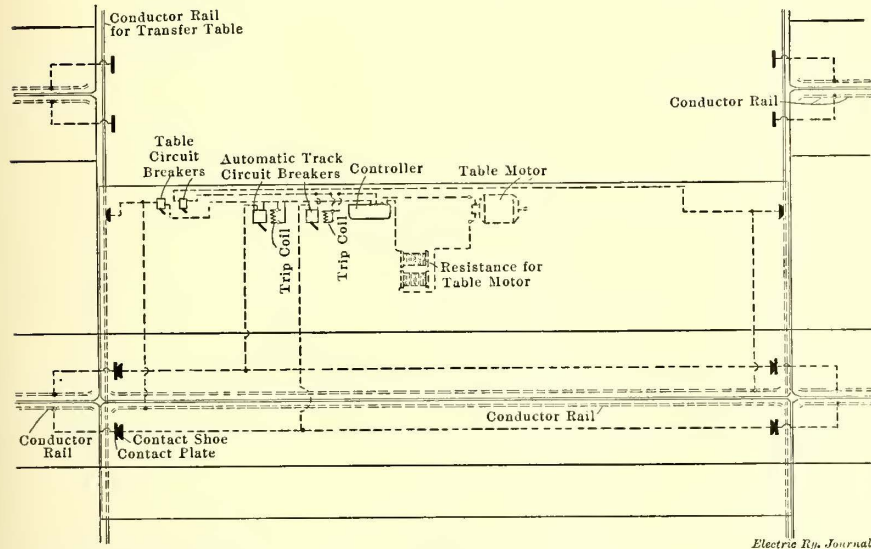 Conductor Rail
for Transfer Table
Conductor Rail
Table
Circuit
Breakers
Automatic Track
Circuit Breakers
Controller
Table Motor
Trip Coil
Trip Coil
Resistance for
Table Motor
Conductor Rail
Conductor
Rail
Contact Shoe
Contact Plate
Electric Ry. Journal